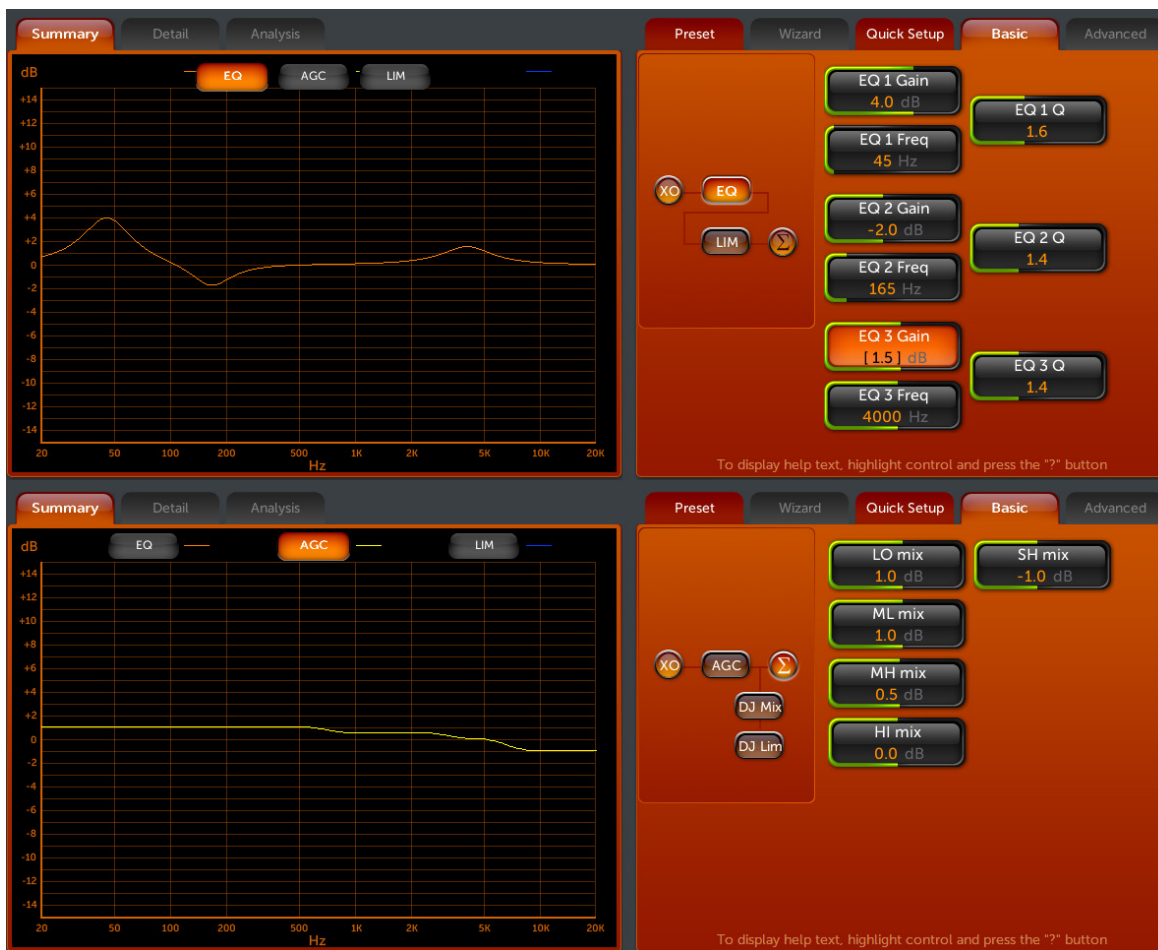 Summary Detail Analysis
dB EQ AGC LIM
+14
+12
+10
+8
+6
+4
+2
0
-2
-4
-6
-8
-10
-12
-14
20 50 100 200 500 1K 2K 5K 10K 20K
Hz
Preset Wizard Quick Setup Basic Advanced
XO EQ
LIM Σ
EQ 1 Gain
4.0 dB
EQ 1 Q
1.6
EQ 1 Freq
45 Hz
EQ 2 Gain
-2.0 dB
EQ 2 Q
1.4
EQ 2 Freq
165 Hz
EQ 3 Gain
[ 1.5 ] dB
EQ 3 Q
1.4
EQ 3 Freq
4000 Hz
To display help text, highlight control and press the "?" button
Summary Detail Analysis
dB EQ AGC LIM
+14
+12
+10
+8
+6
+4
+2
0
-2
-4
-6
-8
-10
-12
-14
20 50 100 200 500 1K 2K 5K 10K 20K
Hz
Preset Wizard Quick Setup Basic Advanced
XO AGC Σ
DJ Mix
DJ Lim
LO mix
1.0 dB
SH mix
-1.0 dB
ML mix
1.0 dB
MH mix
0.5 dB
HI mix
0.0 dB
To display help text, highlight control and press the "?" button